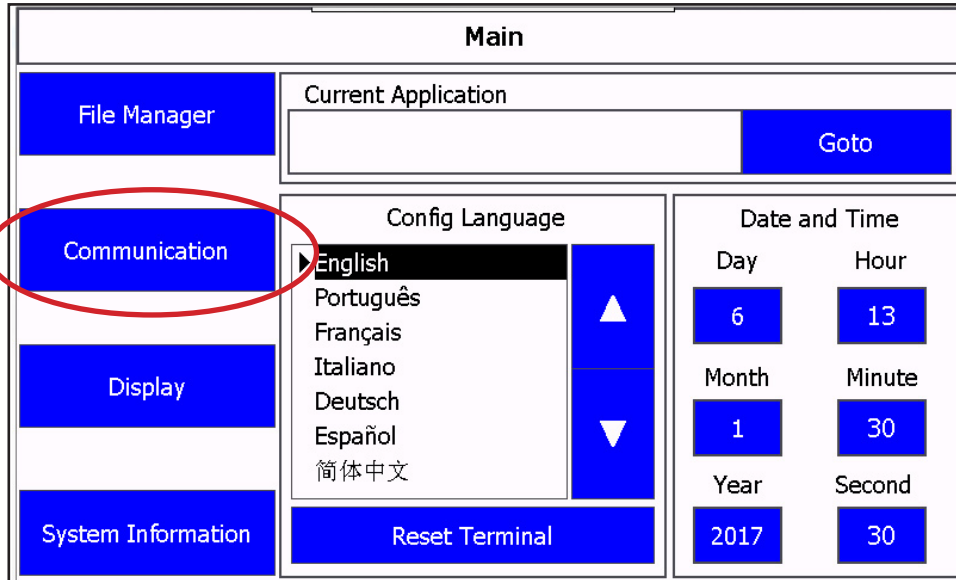 Main
File Manager
Communication
Display
System Information
Current Application
Goto
Config Language
English
Português
Français
Italiano
Deutsch
Español
简体中文
Reset Terminal
Date and Time
Day
Hour
6
13
Month
Minute
1
30
Year
Second
2017
30